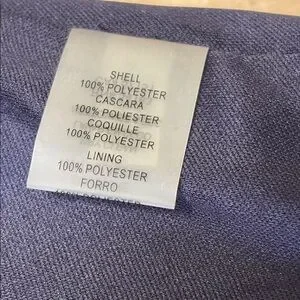 SHELL
100% POLYESTER
CASCARA
100% POLIESTER
COQUILLE
100% POLYESTER
LINING
100% POLYESTER
FORRO